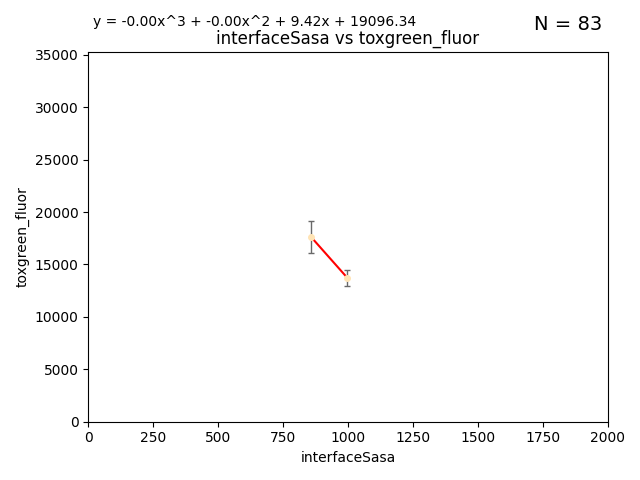 y = -0.00x^3 + -0.00x^2 + 9.42x + 19096.34
N = 83
interfaceSasa vs toxgreen_fluor
35000
30000
25000
20000
15000
10000
5000
0
toxgreen_fluor
0 250 500 750 1000 1250 1500 1750 2000
interfaceSasa